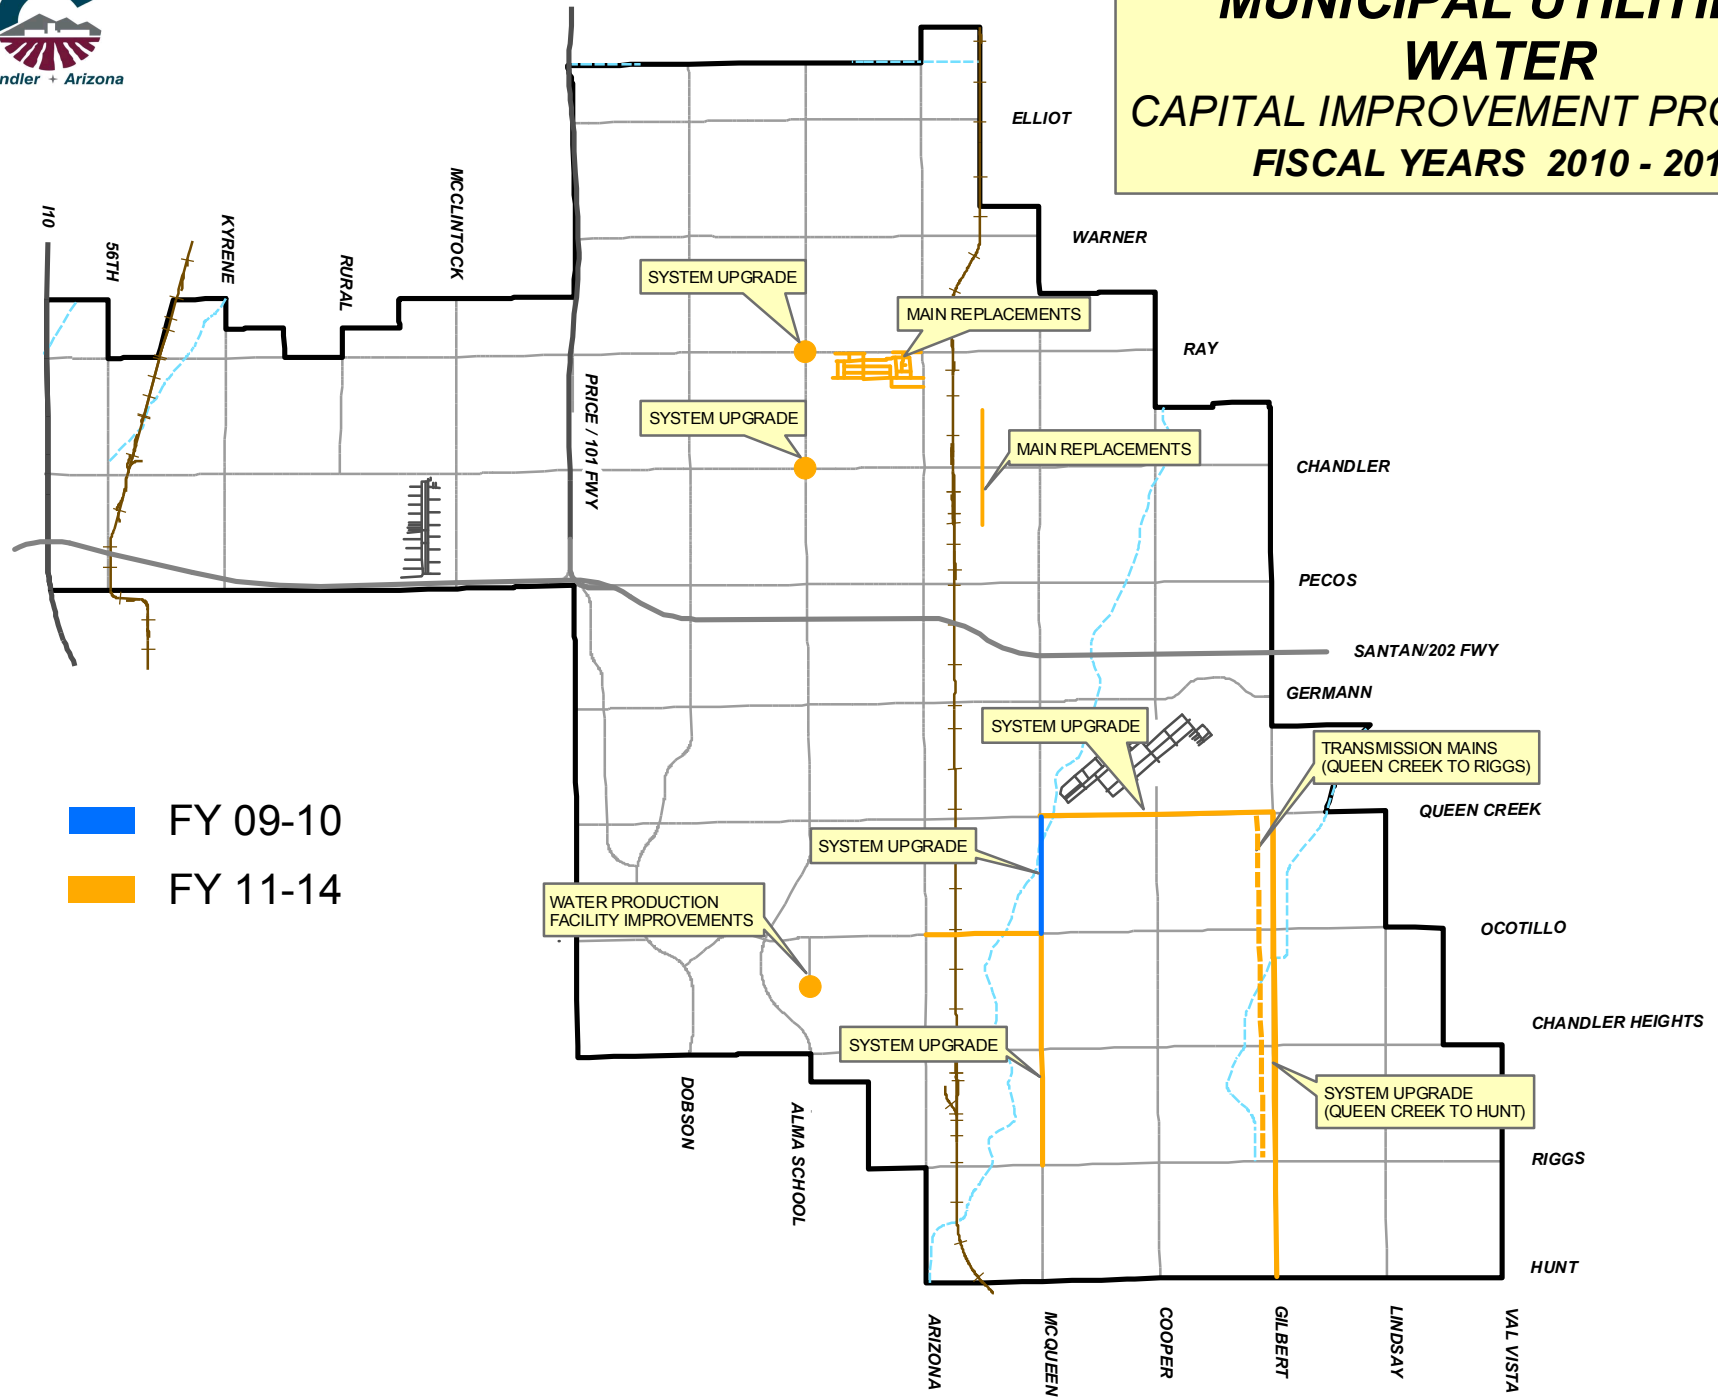 ndler + Arizona
MUNICIPAL UTILITIE
WATER
CAPITAL IMPROVEMENT PRO
FISCAL YEARS 2010 - 201
ELLIOT
WARNER
RAY
CHANDLER
PECOS
SANTAN/202 FWY
GERMANN
QUEEN CREEK
OCOTILLO
CHANDLER HEIGHTS
RIGGS
HUNT
I10
56TH
KYRENE
RURAL
MCCLINTOCK
PRICE / 101 FWY
SYSTEM UPGRADE
MAIN REPLACEMENTS
SYSTEM UPGRADE
MAIN REPLACEMENTS
SYSTEM UPGRADE
TRANSMISSION MAINS
(QUEEN CREEK TO RIGGS)
SYSTEM UPGRADE
WATER PRODUCTION
FACILITY IMPROVEMENTS
SYSTEM UPGRADE
SYSTEM UPGRADE
(QUEEN CREEK TO HUNT)
FY 09-10
FY 11-14
DOBSON
ALMA SCHOOL
ARIZONA
MCQUEEN
COOPER
GILBERT
LINDSAY
VAL VISTA